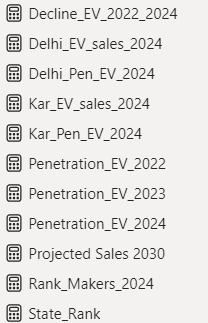 Decline_EV_2022_2024
Delhi_EV_sales_2024
Delhi_Pen_EV_2024
Kar_EV_sales_2024
Kar_Pen_EV_2024
Penetration_EV_2022
Penetration_EV_2023
Penetration_EV_2024
Projected Sales 2030
Rank_Makers_2024
State_Rank